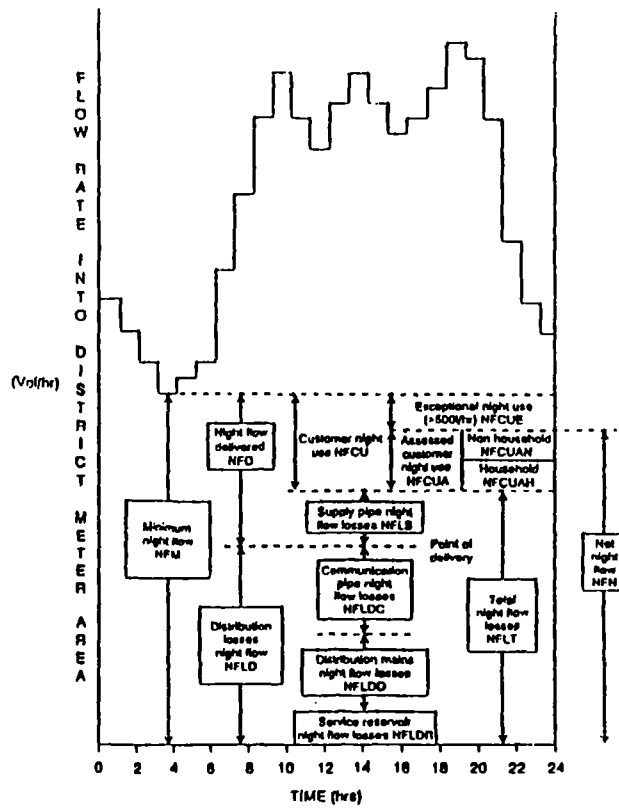 FLOW RATE INTO DISTRICT METER AREA
(Vol/hr)
Exceptional night use
(>500l/hr) NFCUE
Night flow
delivered
NFD
Customer night
use NFCU
Assessed
customer
night use
NFCUA
Non household
NFCUAN
Household
NFCUAH
Minimum
night flow
NFM
Supply pipe night
flow losses NFLS
Point of
delivery
Net
night
flow
NFN
Communication
pipe night
flow losses
NFLDC
Distribution
losses
night flow
NFLD
Total
night flow
losses
NFLT
Distribution mains
night flow losses
NFLDD
Service reservoir
night flow losses NFLDR
0 2 4 6 8 10 12 14 16 18 20 22 24
TIME (hrs)